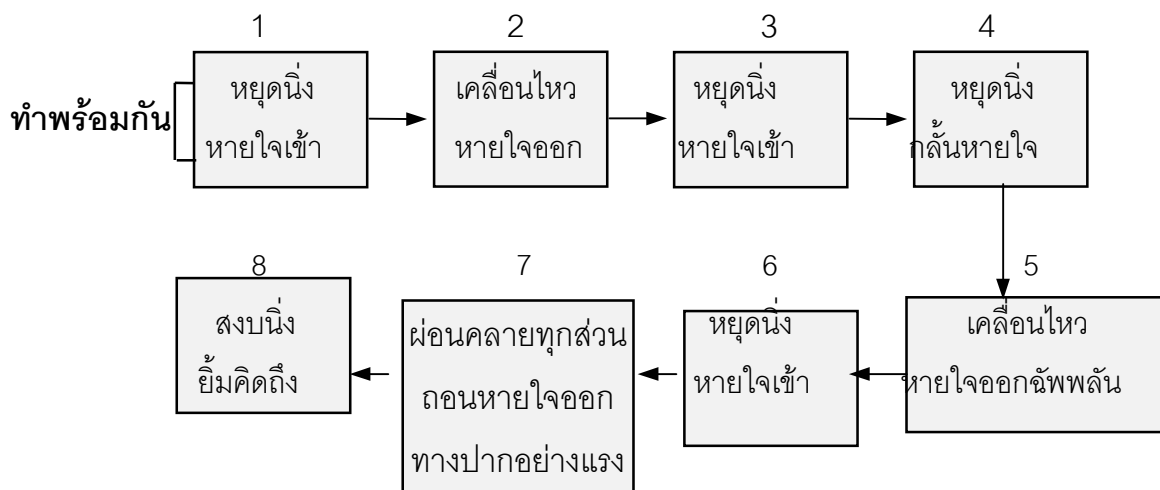 1
หยุดนิ่ง
หายใจเข้า
ทำพร้อมกัน
2
เคลื่อนไหว
หายใจออก
3
หยุดนิ่ง
หายใจเข้า
4
หยุดนิ่ง
กลั้นหายใจ
5
เคลื่อนไหว
หายใจออกฉัพพลัน
6
หยุดนิ่ง
หายใจเข้า
7
ผ่อนคลายทุกส่วน
ถอนหายใจออก
ทางปากอย่างแรง
8
สงบนิ่ง
ยิ้มคิดถึง